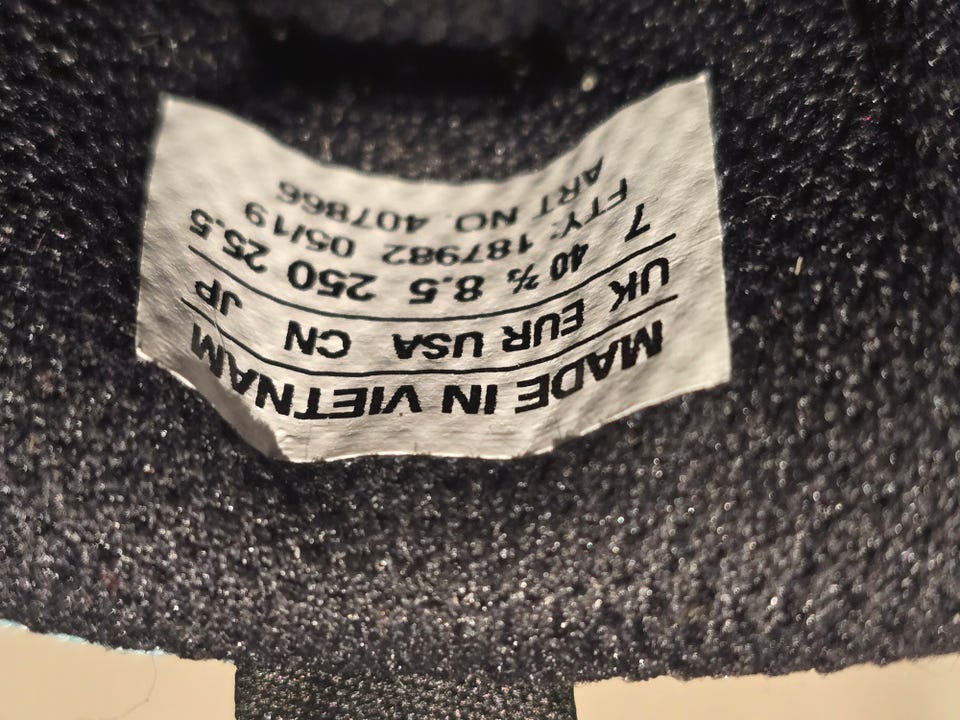 MADE IN VIETNAM
UK EUR USA CN JP
7 40 ⅔ 8.5 250 25.5
FTY: 187982 05/19
ART NO. 407866